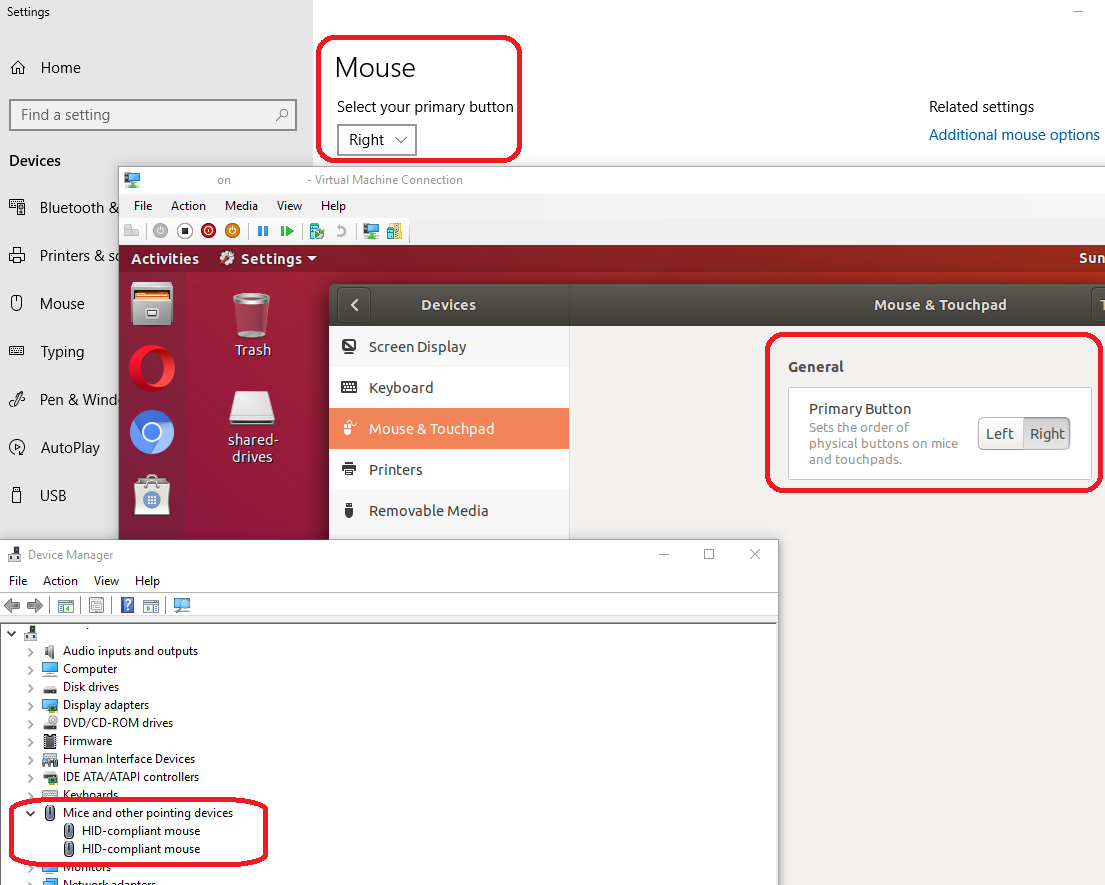 Settings
Home
Find a setting
Devices
Bluetooth &
Printers & sc
Mouse
Typing
Pen & Windo
AutoPlay
USB
Mouse
Select your primary button
Right
Related settings
Additional mouse options
on - Virtual Machine Connection
File Action Media View Help
Activities Settings Sun
Trash
shared-
drives
Devices
Mouse & Touchpad
Screen Display
Keyboard
Mouse & Touchpad
Printers
Removable Media
General
Primary Button
Sets the order of
physical buttons on mice
and touchpads.
Left Right
Device Manager
File Action View Help
Audio inputs and outputs
Computer
Disk drives
Display adapters
DVD/CD-ROM drives
Firmware
Human Interface Devices
IDE ATA/ATAPI controllers
Keyboards
Mice and other pointing devices
HID-compliant mouse
HID-compliant mouse
Monitors
Network adapters